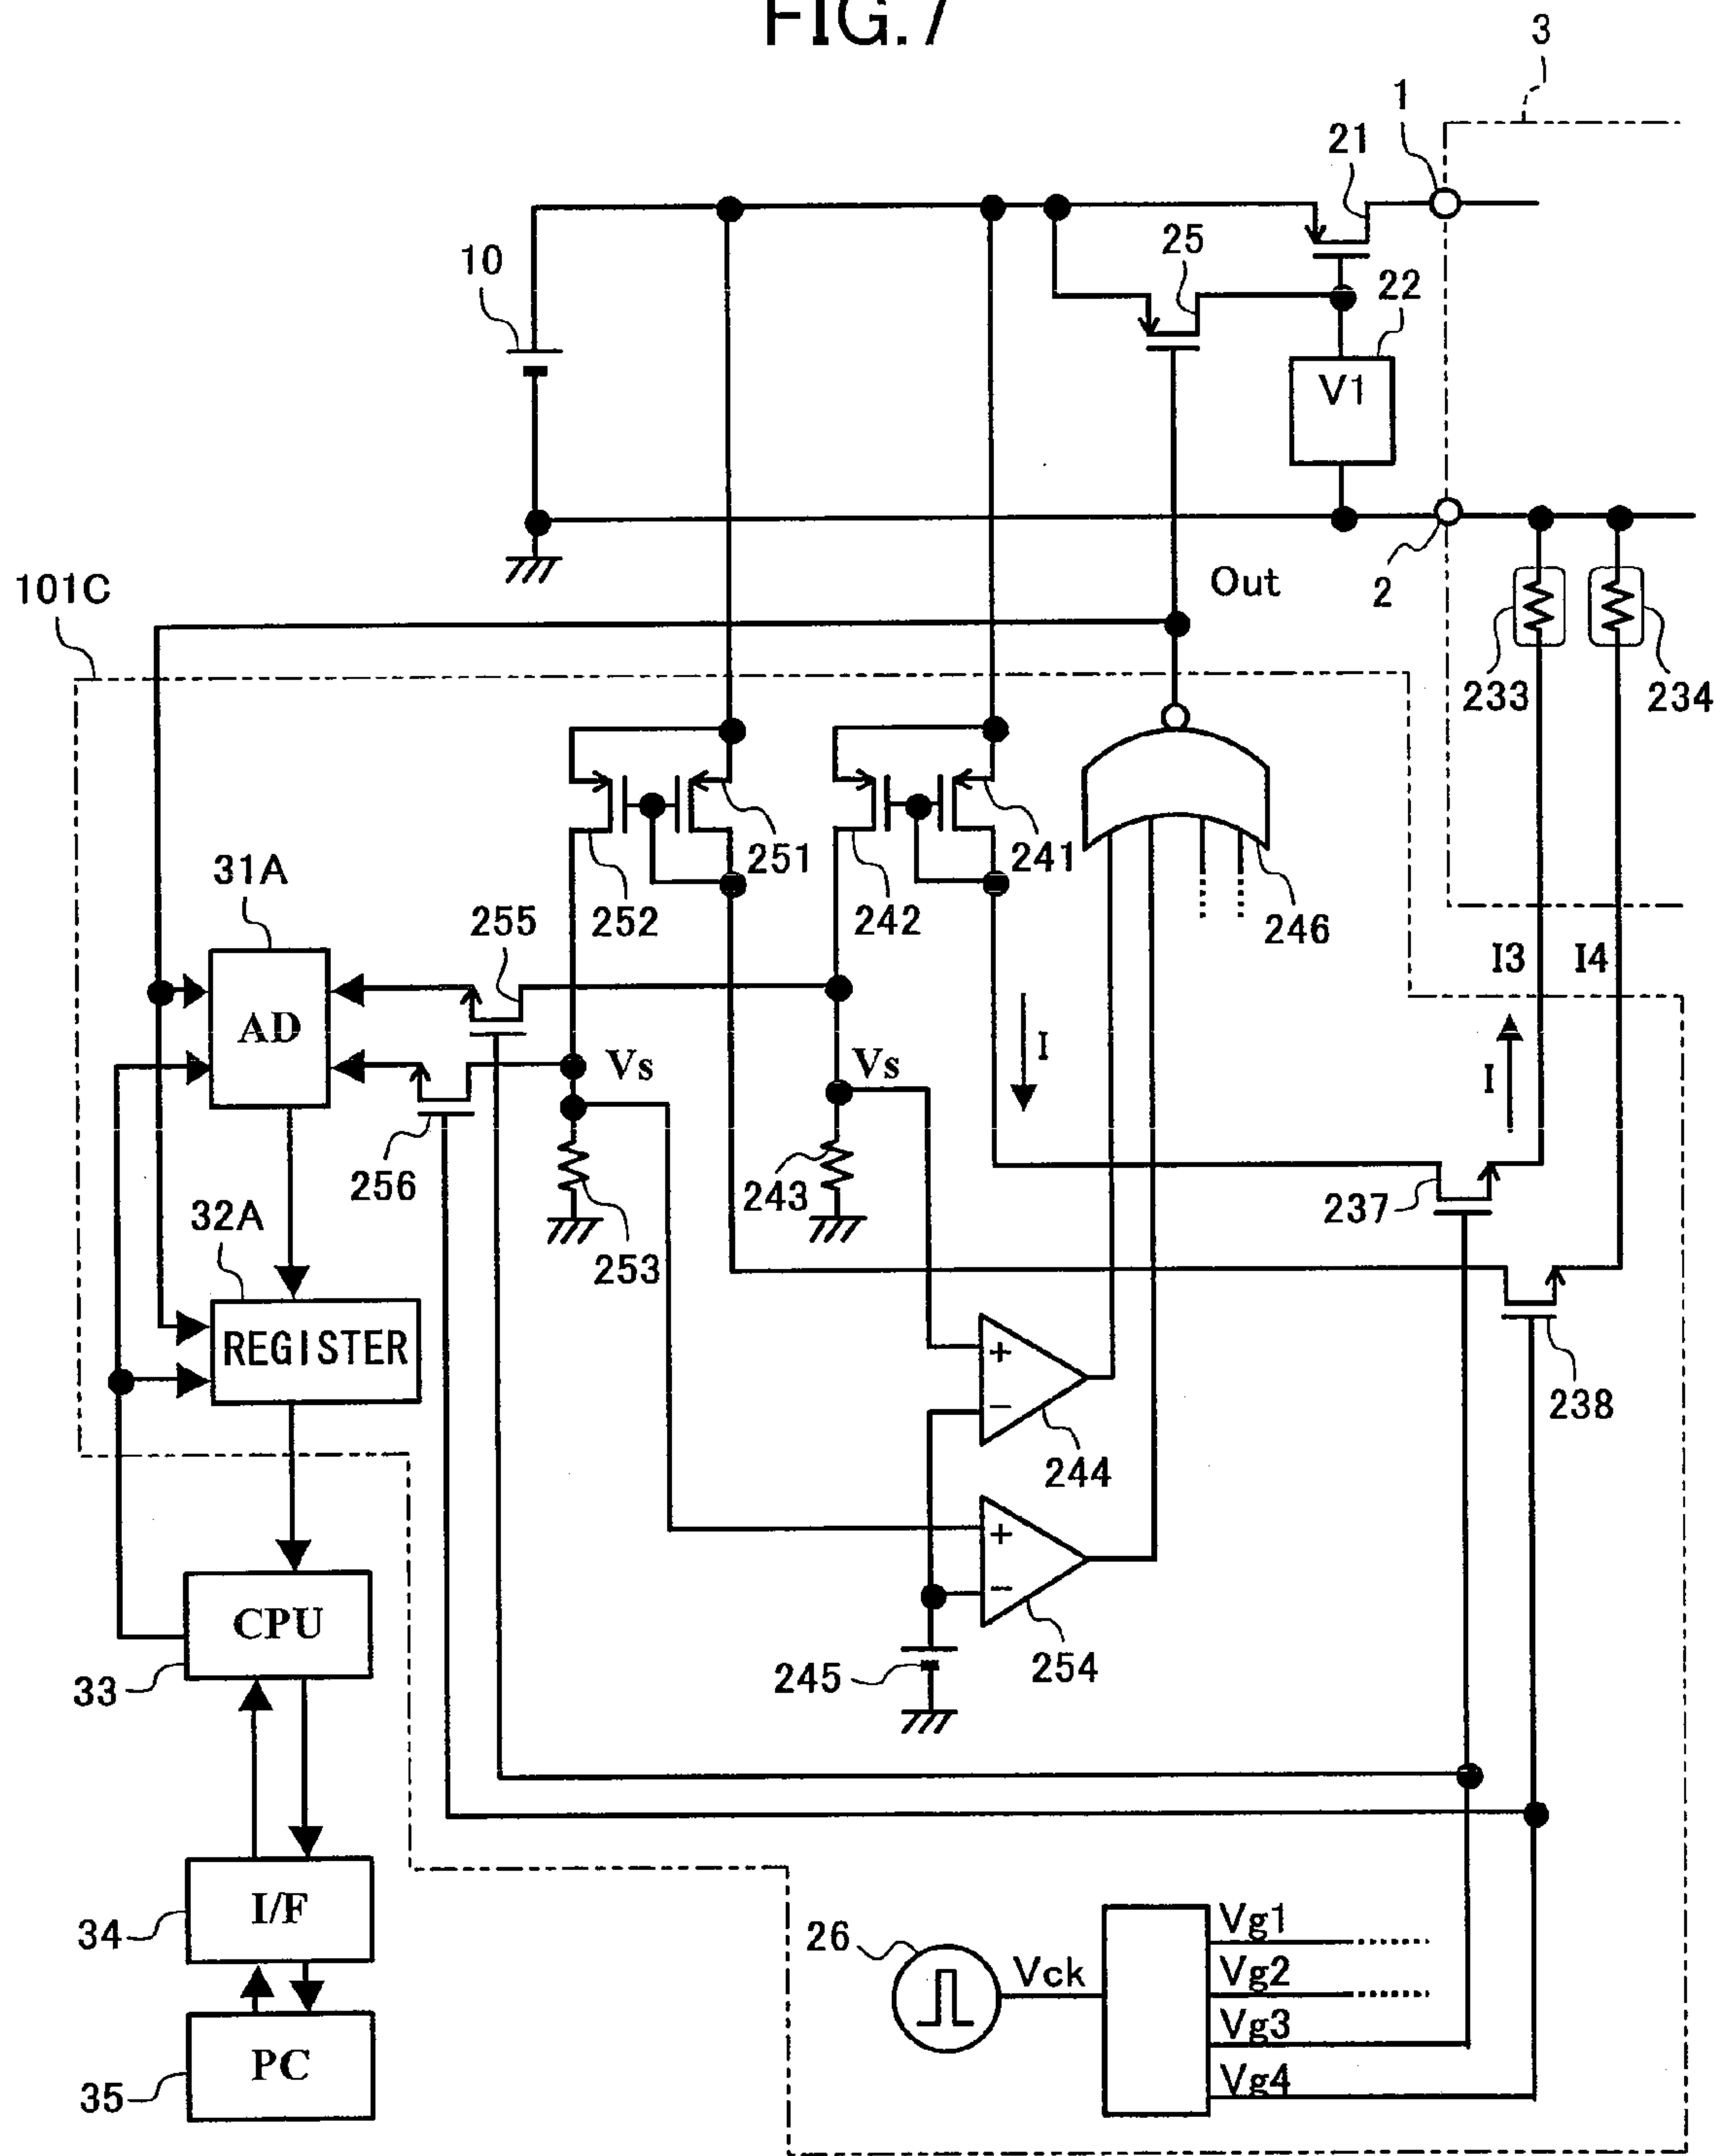 FIG.7
3
1
21
25
10
22
V1
Out
2
101C
233
234
251
241
31A
252
242
246
255
I3
I4
AD
I
Vs
Vs
I
256
243
237
32A
253
REGISTER
+
−
238
244
CPU
+
−
33
245
254
I/F
34
26
Vck
Vg1
Vg2
Vg3
Vg4
PC
35